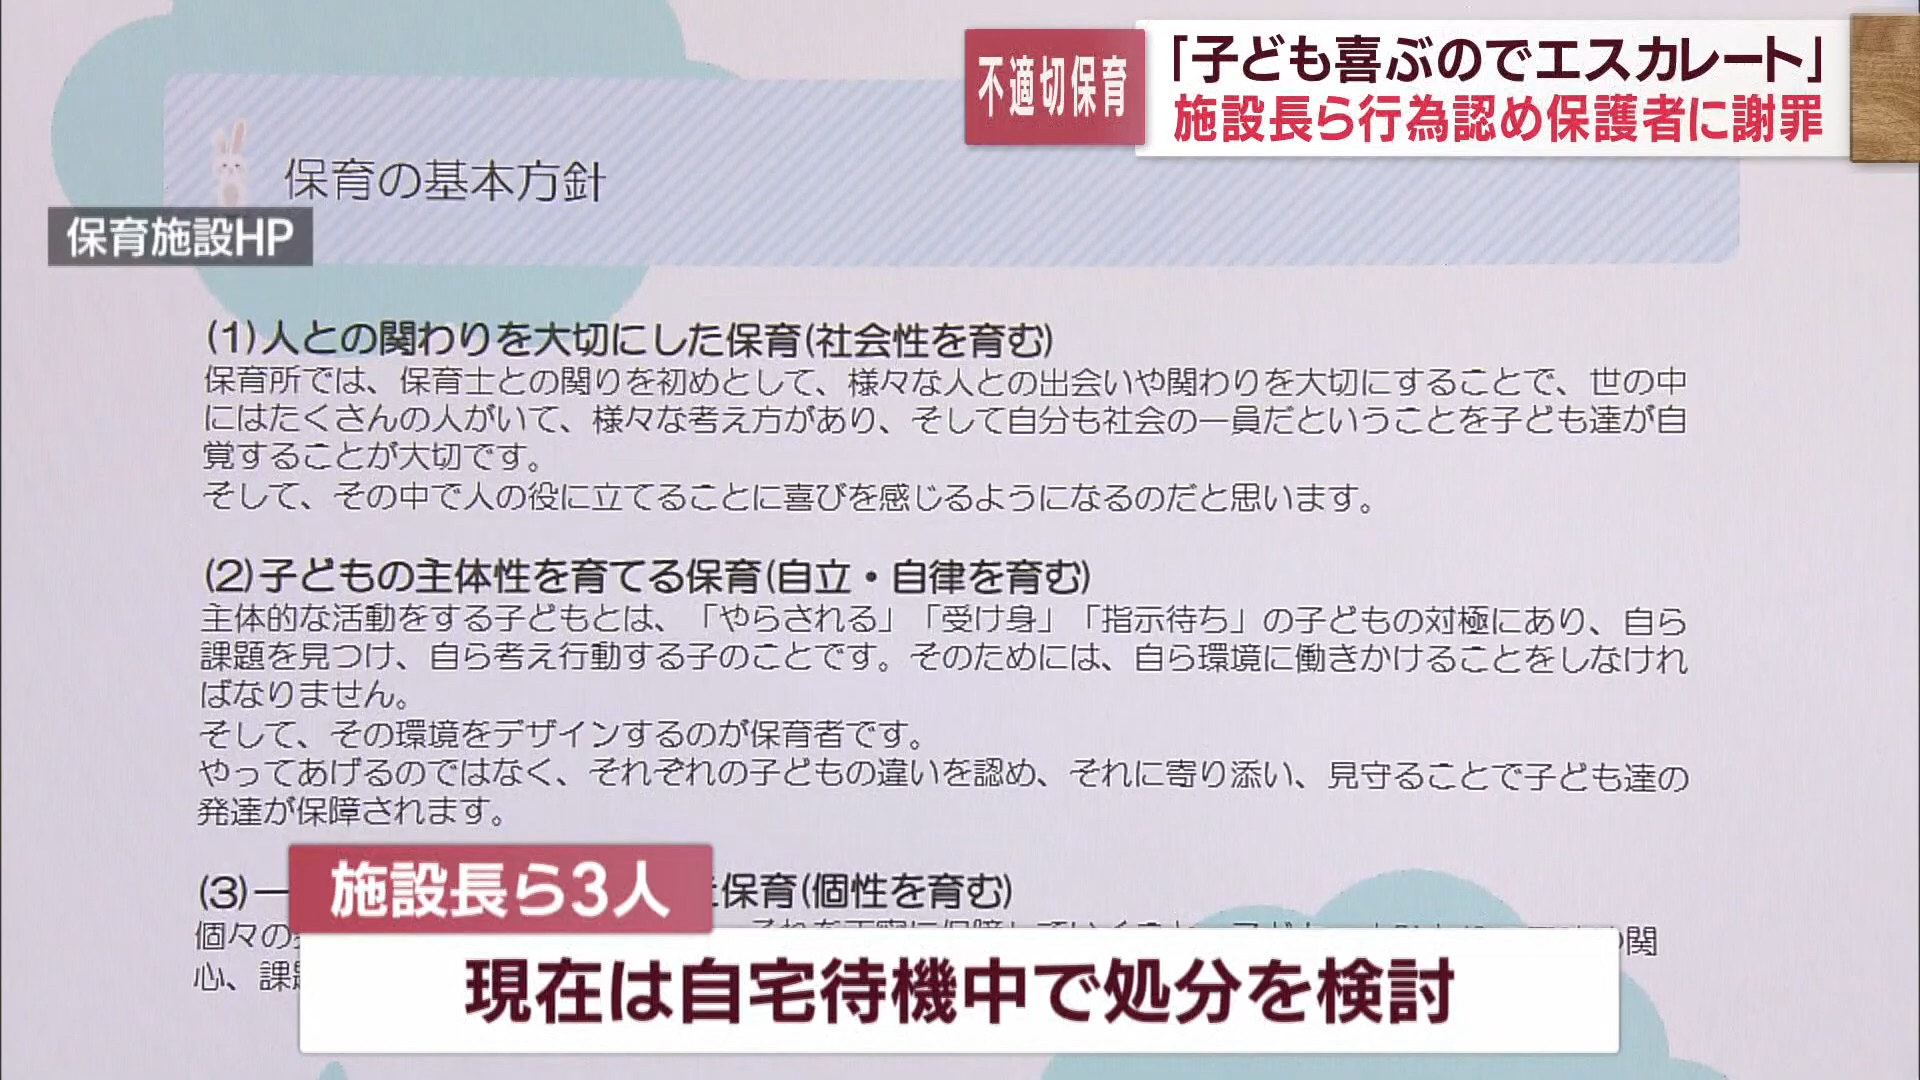 不適切保育
「子ども喜ぶのでエスカレート」
施設長ら行為認め保護者に謝罪
保育の基本方針
保育施設HP
(1)人との関わりを大切にした保育(社会性を育む)
保育所では、保育士との関りを初めとして、様々な人との出会いや関わりを大切にすることで、世の中
にはたくさんの人がいて、様々な考え方があり、そして自分も社会の一員だということを子ども達が自
覚することが大切です。
そして、その中で人の役に立てることに喜びを感じるようになるのだと思います。
(2)子どもの主体性を育てる保育(自立・自律を育む)
主体的な活動をする子どもとは、「やらされる」「受け身」「指示待ち」の子どもの対極にあり、自ら
課題を見つけ、自ら考え行動する子のことです。そのためには、自ら環境に働きかけることをしなけれ
ばなりません。
そして、その環境をデザインするのが保育者です。
やってあげるのではなく、それぞれの子どもの違いを認め、それに寄り添い、見守ることで子ども達の
発達が保障されます。
(3)一 保育(個性を育む)
個々の 関
心、課
施設長ら3人
現在は自宅待機中で処分を検討